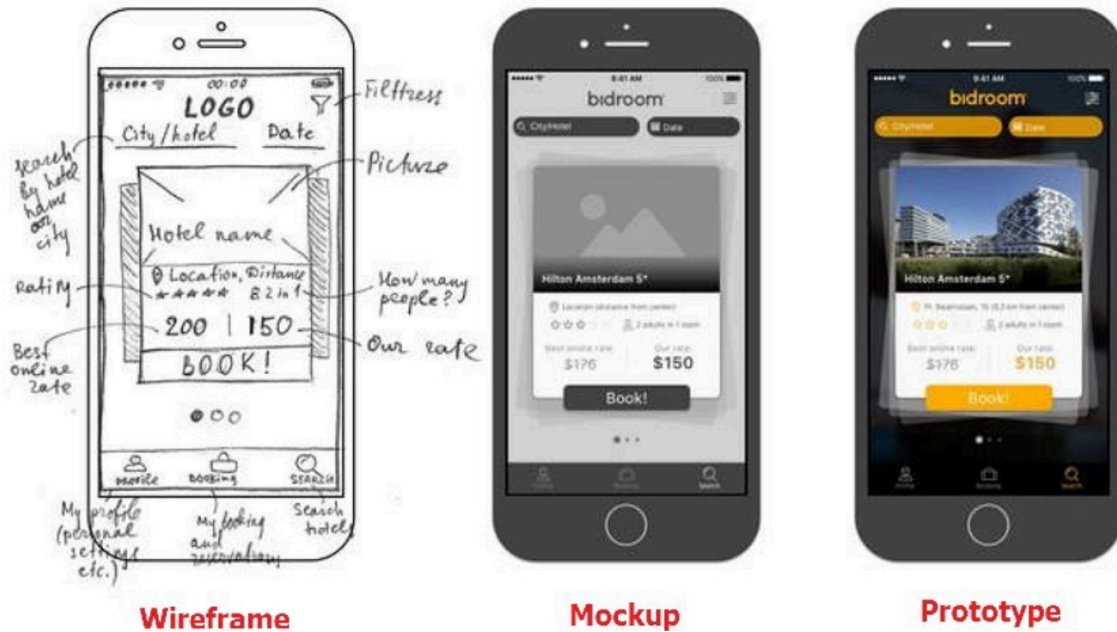 00:00
LOGO
Filttress
City/hotel
Date
search
by hotel
name
or
city
Picture
Hotel name
Location, Distance
8 2 in 1
rating
How many
people?
200 | 150
Our rate
Best
online
rate
BOOK!
PROFILE
BOOKING
SEARCH
My profile
(personal
settings
etc.)
My booking
and
reservations
Search
hotels
Wireframe
9:41 AM
100%
bidroom
City/Hotel
Date
Hilton Amsterdam 5*
Location (distance from center)
2 adults in 1 room
Best online rate:
Our rate:
$176
$150
Book!
Profile
Booking
Search
Mockup
9:41 AM
100%
bidroom
City/Hotel
Date
Hilton Amsterdam 5*
2 adults in 1 room
Best online rate:
Our rate:
$176
$150
Book!
Profile
Booking
Search
Prototype